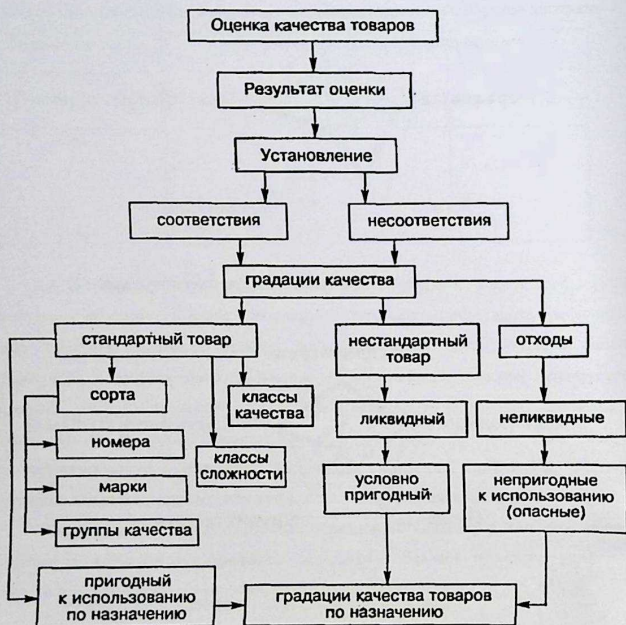 Оценка качества товаров
Результат оценки
Установление
соответствия
несоответствия
градации качества
стандартный товар
нестандартный
товар
отходы
сорта
классы
качества
ликвидный
неликвидные
номера
классы
сложности
условно
пригодный
непригодные
к использованию
(опасные)
марки
группы качества
пригодный
к использованию
по назначению
градации качества товаров
по назначению